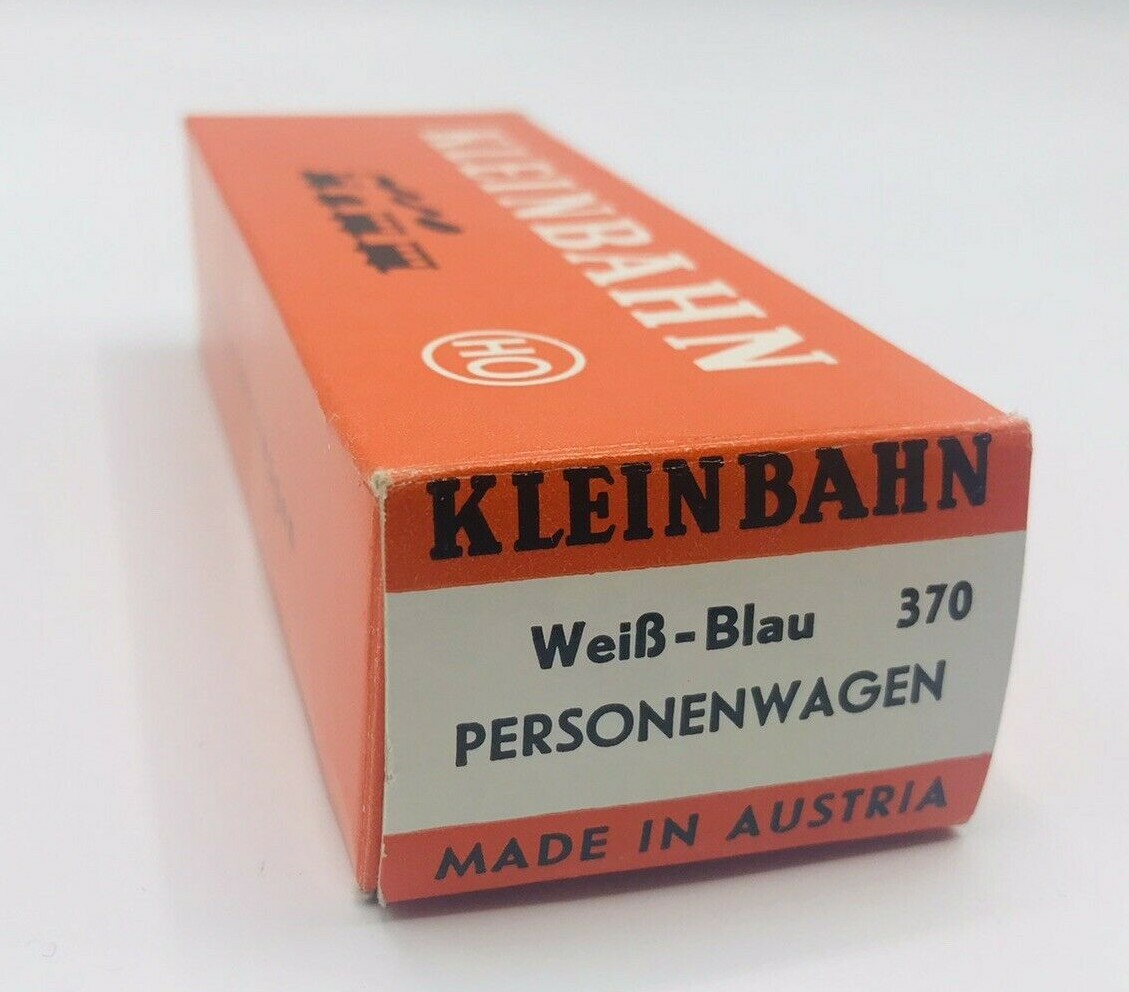 KLEINBAHN
HO
KLEINBAHN
Weiß-Blau 370
PERSONENWAGEN
MADE IN AUSTRIA